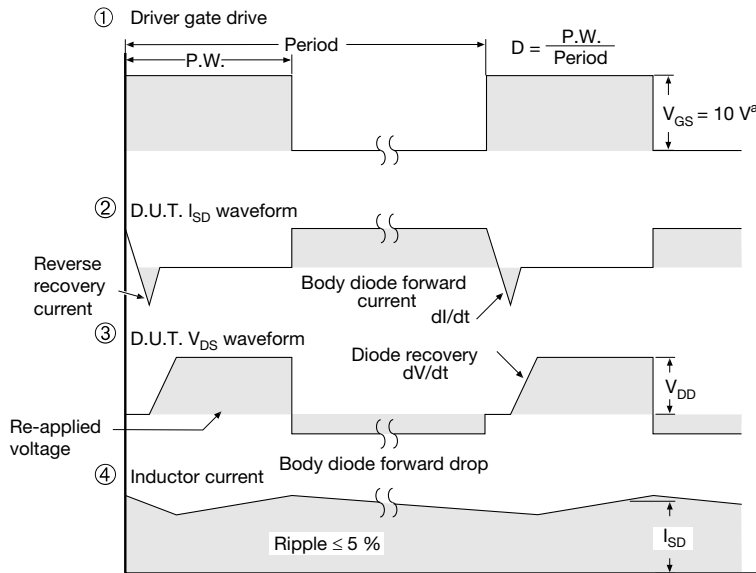 ① Driver gate drive
Period
P.W.
D = P.W.
Period
V_GS = 10 Vᵃ
② D.U.T. I_SD waveform
Reverse
recovery
current
Body diode forward
current
dI/dt
③ D.U.T. V_DS waveform
Diode recovery
dV/dt
V_DD
Re-applied
voltage
Body diode forward drop
④ Inductor current
Ripple ≤ 5 %
I_SD